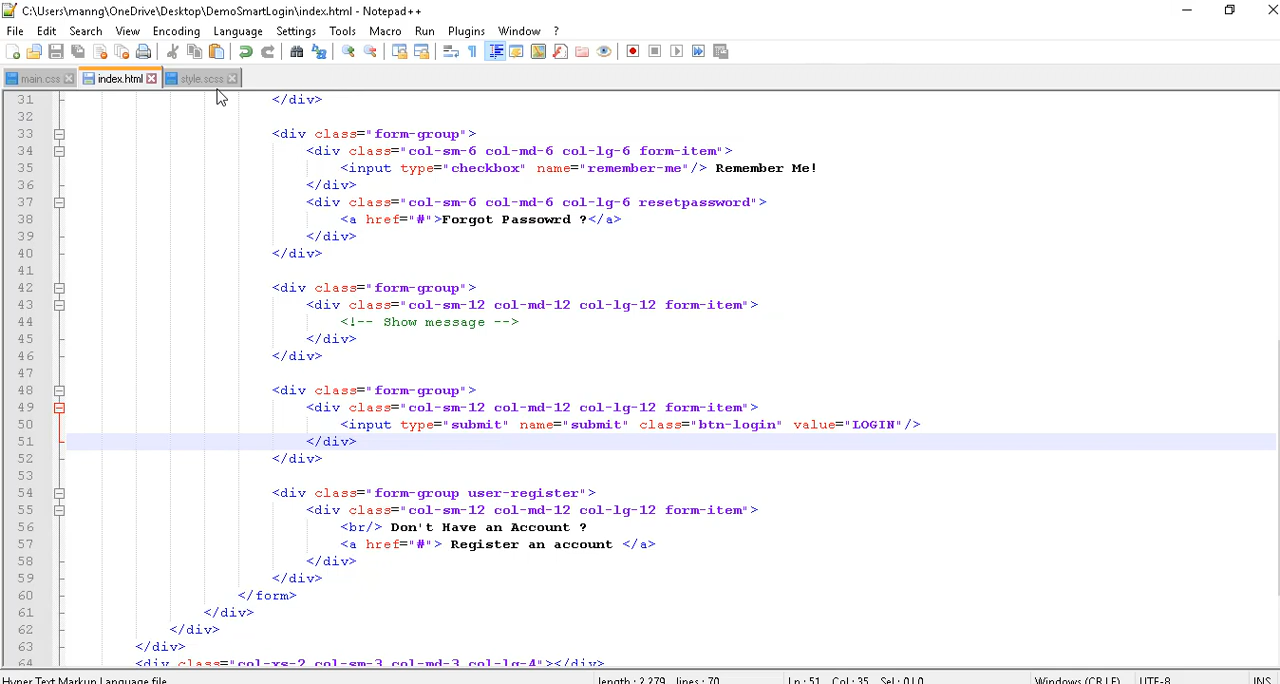 C:\Users\manng\OneDrive\Desktop\DemoSmartLogin\index.html - Notepad++
File Edit Search View Encoding Language Settings Tools Macro Run Plugins Window ?
main.css index.html style.scss
31 </div>
32
33 <div class="form-group">
34 <div class="col-sm-6 col-md-6 col-lg-6 form-item">
35 <input type="checkbox" name="remember-me"/> Remember Me!
36 </div>
37 <div class="col-sm-6 col-md-6 col-lg-6 resetpassword">
38 <a href="#">Forgot Passowrd ?</a>
39 </div>
40 </div>
41
42 <div class="form-group">
43 <div class="col-sm-12 col-md-12 col-lg-12 form-item">
44 <!-- Show message -->
45 </div>
46 </div>
47
48 <div class="form-group">
49 <div class="col-sm-12 col-md-12 col-lg-12 form-item">
50 <input type="submit" name="submit" class="btn-login" value="LOGIN"/>
51 </div>
52 </div>
53
54 <div class="form-group user-register">
55 <div class="col-sm-12 col-md-12 col-lg-12 form-item">
56 <br/> Don't Have an Account ?
57 <a href="#"> Register an account </a>
58 </div>
59 </div>
60 </form>
61 </div>
62 </div>
63 </div>
64 <div class="col-xs-2 col-sm-3 col-md-3 col-lg-4"></div>
Hyper Text Markup Language file length : 2,279 lines : 70 Ln : 51 Col : 35 Sel : 0 | 0 Windows (CR LF) UTF-8 INS